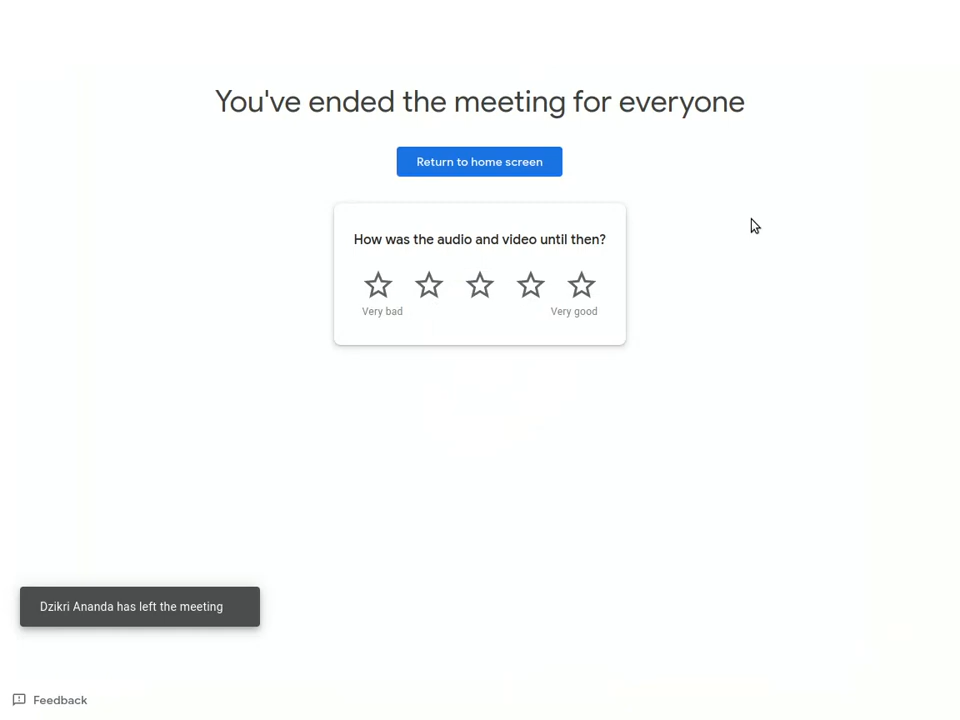 You've ended the meeting for everyone
Return to home screen
How was the audio and video until then?
Very bad
Very good
Dzikri Ananda has left the meeting
Feedback